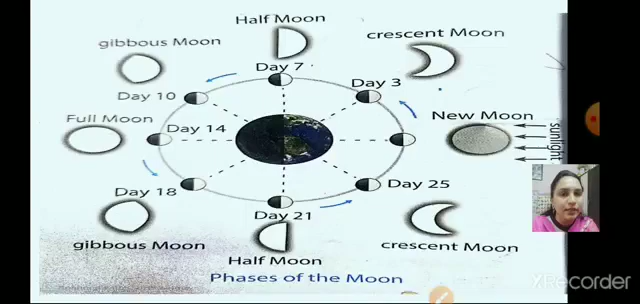 Half Moon
gibbous Moon
crescent Moon
Day 7
Day 3
Day 10
Full Moon
Day 14
New Moon
sunlight
Day 18
Day 25
Day 21
gibbous Moon
Half Moon
crescent Moon
Phases of the Moon
XRecorder